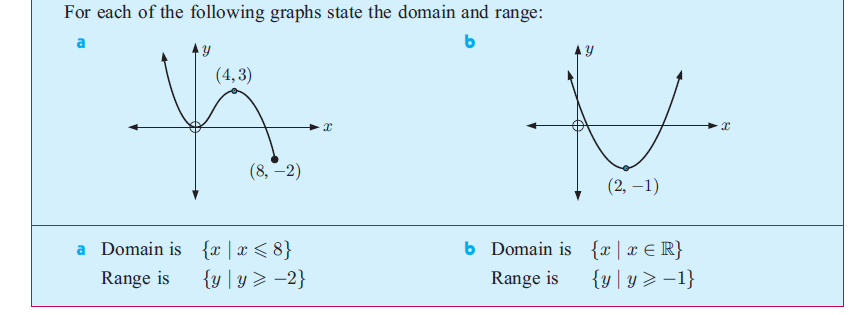 For each of the following graphs state the domain and range:
a
b
y
(4, 3)
x
(8, −2)
y
x
(2, −1)
a Domain is {x | x ⩽ 8}
Range is {y | y ⩾ −2}
b Domain is {x | x ∈ ℝ}
Range is {y | y ⩾ −1}